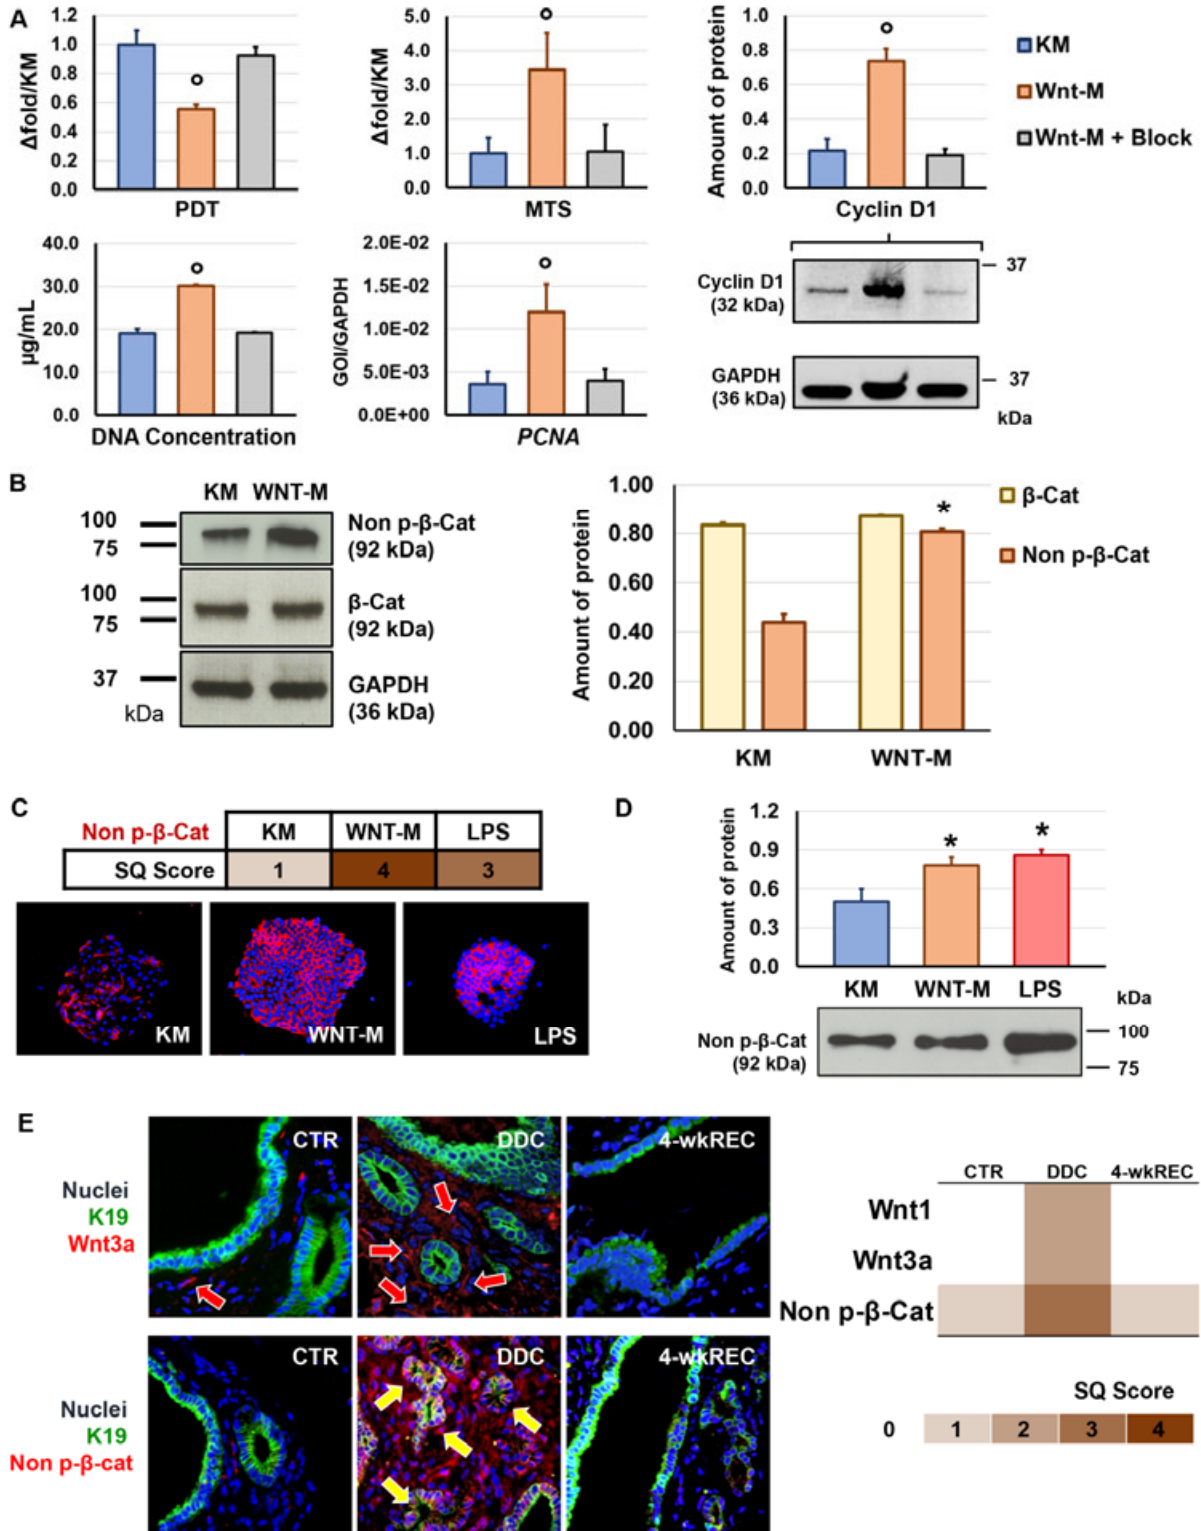 A
1.2
1.0
0.8
0.6
0.4
0.2
0.0
Δfold/KM
PDT
5.0
4.0
3.0
2.0
1.0
0.0
Δfold/KM
MTS
1.0
0.8
0.6
0.4
0.2
0.0
Amount of protein
Cyclin D1
KM
Wnt-M
Wnt-M + Block
40.0
30.0
20.0
10.0
0.0
µg/mL
DNA Concentration
2.0E-02
1.5E-02
1.0E-02
5.0E-03
0.0E+00
GOI/GAPDH
PCNA
Cyclin D1
(32 kDa)
37
GAPDH
(36 kDa)
37
kDa
B
KM WNT-M
100
75
Non p-β-Cat
(92 kDa)
100
75
β-Cat
(92 kDa)
37
kDa
GAPDH
(36 kDa)
1.00
0.80
0.60
0.40
0.20
0.00
Amount of protein
*
KM WNT-M
β-Cat
Non p-β-Cat
C
Non p-β-Cat KM WNT-M LPS
SQ Score 1 4 3
KM
WNT-M
LPS
D
1.2
0.9
0.6
0.3
0.0
Amount of protein
* *
KM WNT-M LPS
kDa
Non p-β-Cat
(92 kDa)
100
75
E
Nuclei
K19
Wnt3a
CTR
DDC
4-wkREC
Nuclei
K19
Non p-β-cat
CTR
DDC
4-wkREC
CTR DDC 4-wkREC
Wnt1
Wnt3a
Non p-β-Cat
SQ Score
0 1 2 3 4